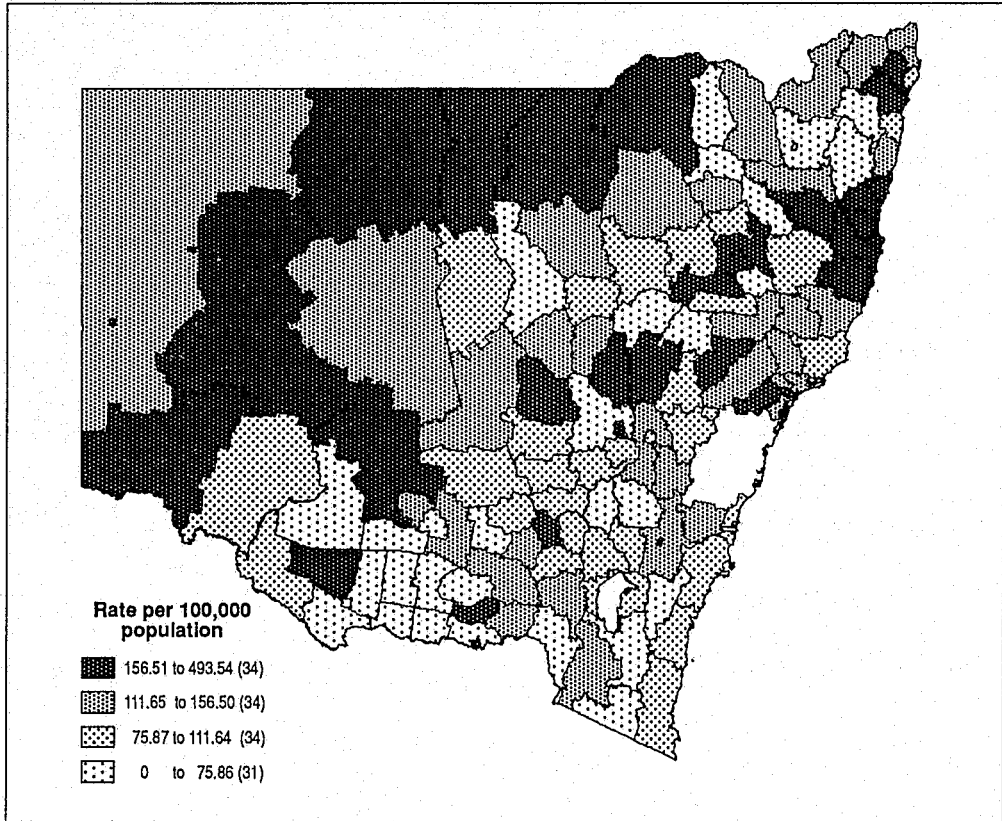 Rate per 100,000
population
156.51 to 493.54 (34)
111.65 to 156.50 (34)
75.87 to 111.64 (34)
0 to 75.86 (31)